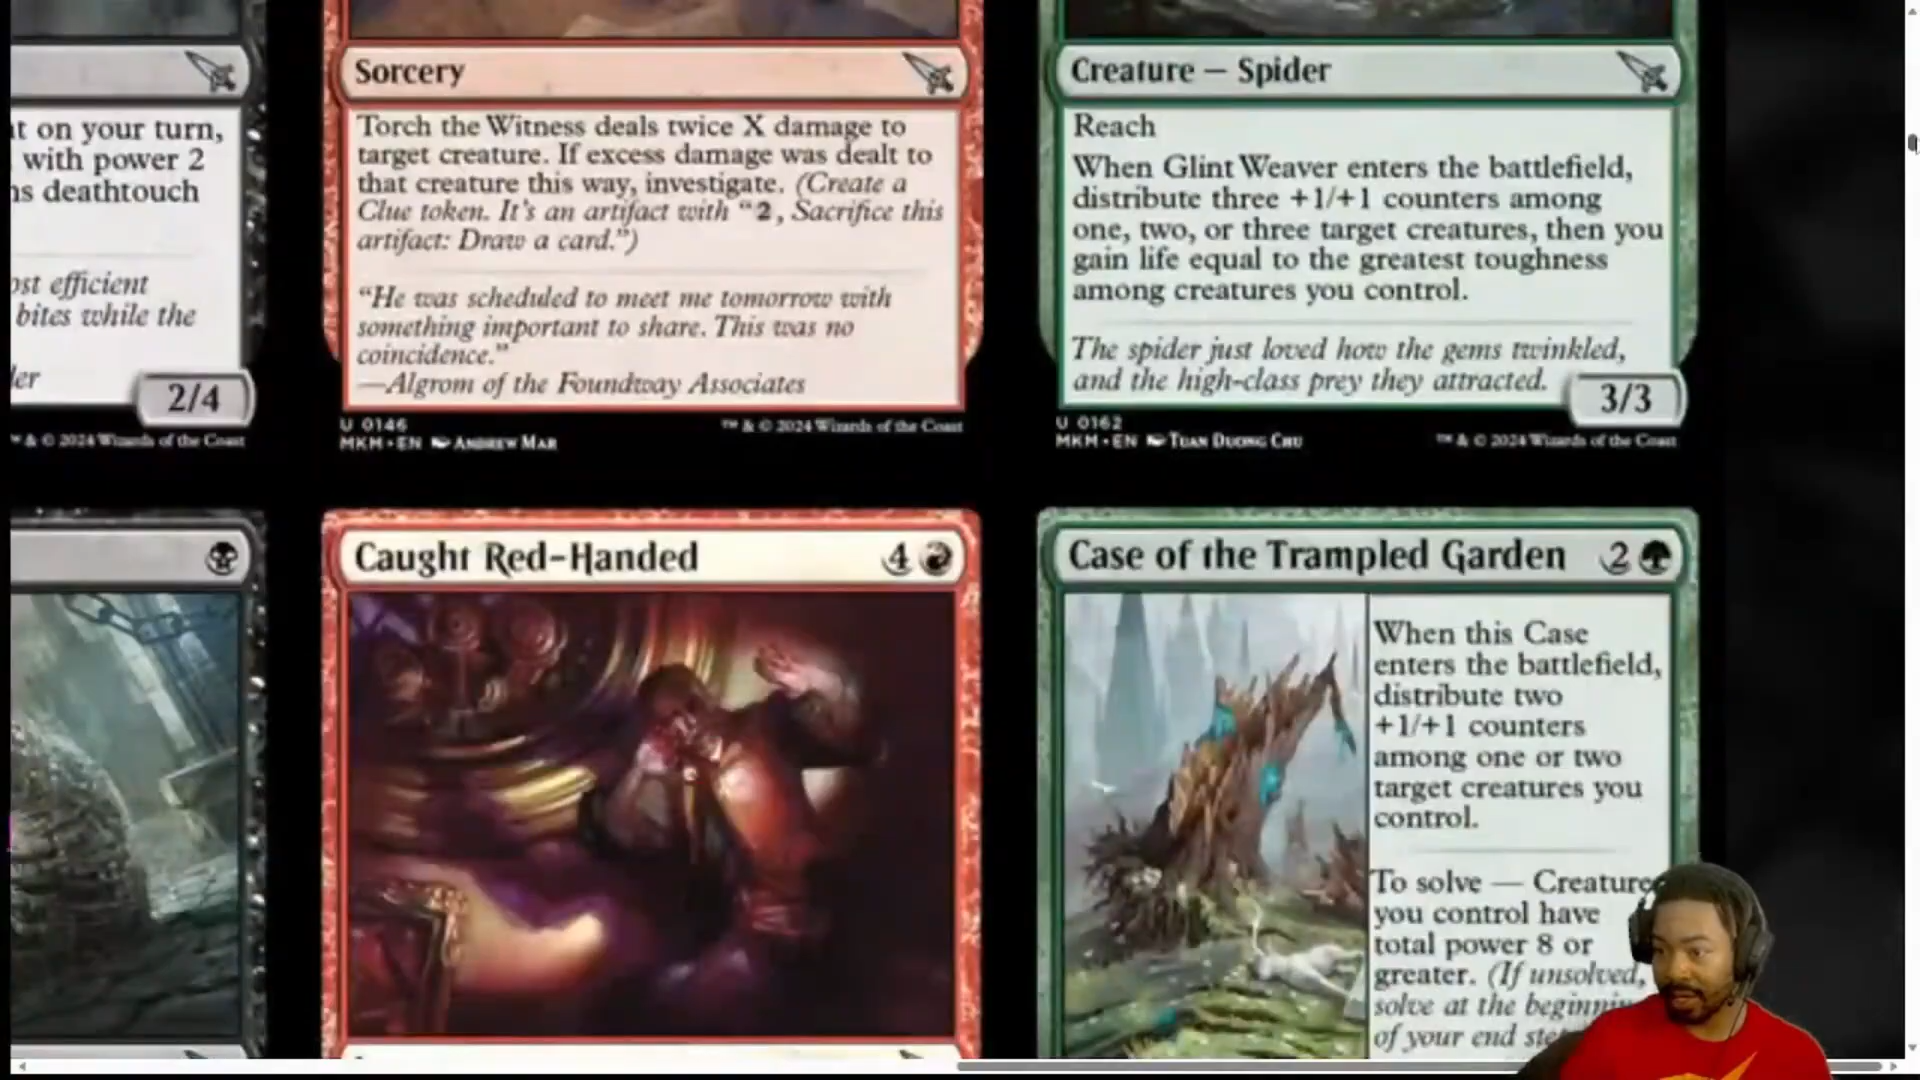 t on your turn,
with power 2
ns deathtouch
ost efficient
bites while the
ler
2/4
™ & © 2024 Wizards of the Coast
Sorcery
Torch the Witness deals twice X damage to
target creature. If excess damage was dealt to
that creature this way, investigate. (Create a
Clue token. It's an artifact with "2, Sacrifice this
artifact: Draw a card.")
"He was scheduled to meet me tomorrow with
something important to share. This was no
coincidence."
—Algrom of the Foundway Associates
U 0146
MKM • EN ANDREW MAR
™ & © 2024 Wizards of the Coast
Creature — Spider
Reach
When Glint Weaver enters the battlefield,
distribute three +1/+1 counters among
one, two, or three target creatures, then you
gain life equal to the greatest toughness
among creatures you control.
The spider just loved how the gems twinkled,
and the high-class prey they attracted.
3/3
U 0162
MKM • EN TUAN DUONG CHU
™ & © 2024 Wizards of the Coast
Caught Red-Handed 4
Case of the Trampled Garden 2
When this Case
enters the battlefield,
distribute two
+1/+1 counters
among one or two
target creatures you
control.
To solve — Creatures
you control have
total power 8 or
greater. (If unsolved,
solve at the beginnin
of your end ste